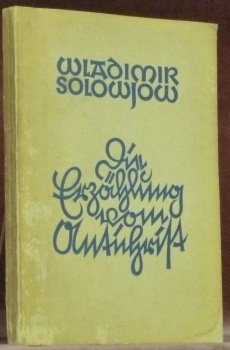 WLADIMIR
SOLOWJOW
Die
Erzählung
vom
Antichrist